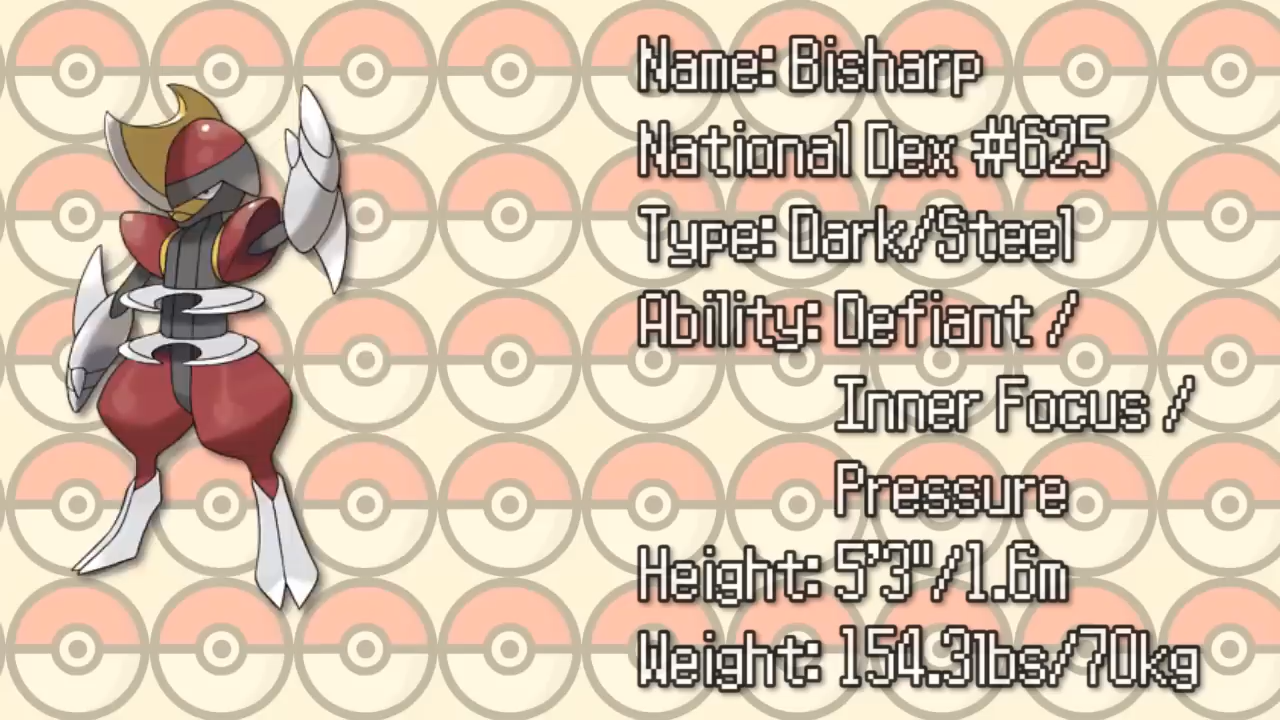 Name: Bisharp
National Dex #625
Type: Dark/Steel
Ability: Defiant /
Inner Focus /
Pressure
Height: 5'3"/1.6m
Weight: 154.3lbs/70kg